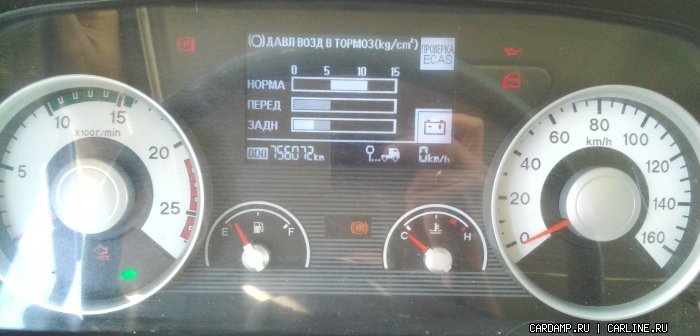 (O) ДАВЛ ВОЗД В ТОРМОЗ(kg/cm²)
ПРОВЕРКА
ECAS
0 5 10 15
НОРМА
ПЕРЕД
ЗАДН
ODO 756072km
0km/h
5 10 15 20 25
x100r/min
E F
C H
0 20 40 60 80 100 120 140 160
km/h
CARDAMP.RU | CARLINE.RU